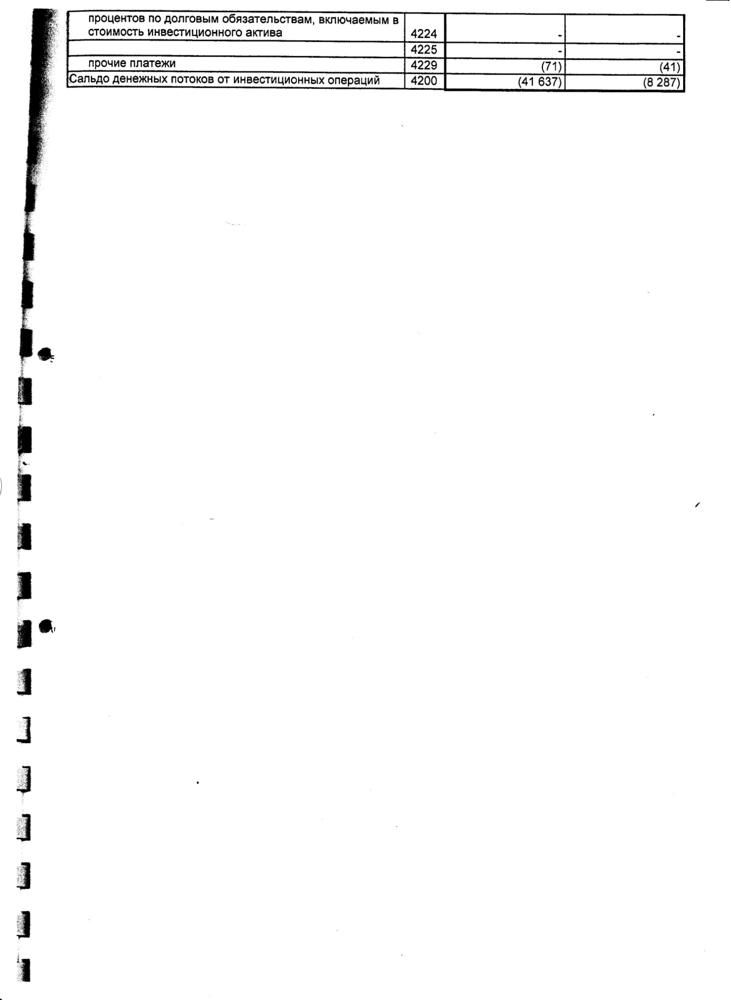 процентов по долговым обязательствам, включаемым в
стоимость инвестиционного актива 4224 - -
4225 - -
прочие платежи 4229 (71) (41)
Сальдо денежных потоков от инвестиционных операций 4200 (41 637) (8 287)